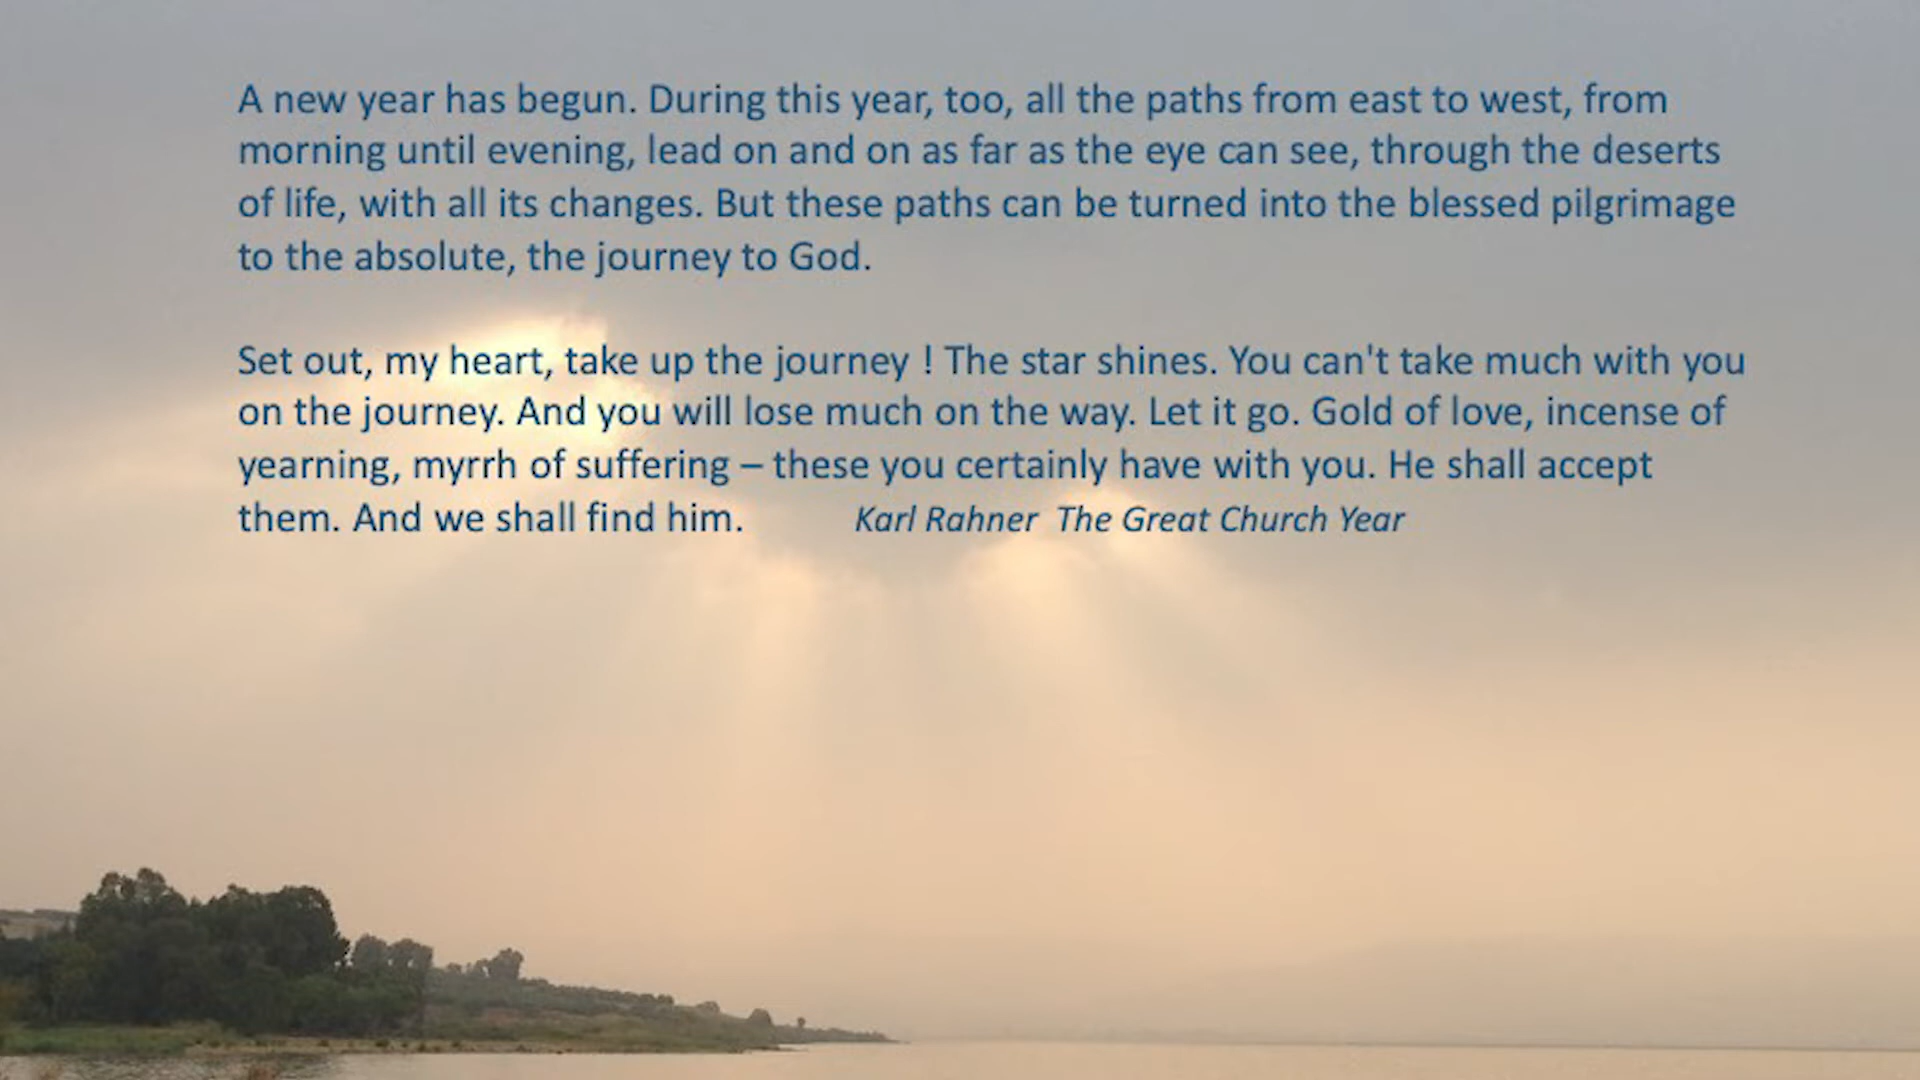 A new year has begun. During this year, too, all the paths from east to west, from
morning until evening, lead on and on as far as the eye can see, through the deserts
of life, with all its changes. But these paths can be turned into the blessed pilgrimage
to the absolute, the journey to God.
Set out, my heart, take up the journey ! The star shines. You can't take much with you
on the journey. And you will lose much on the way. Let it go. Gold of love, incense of
yearning, myrrh of suffering – these you certainly have with you. He shall accept
them. And we shall find him. Karl Rahner The Great Church Year